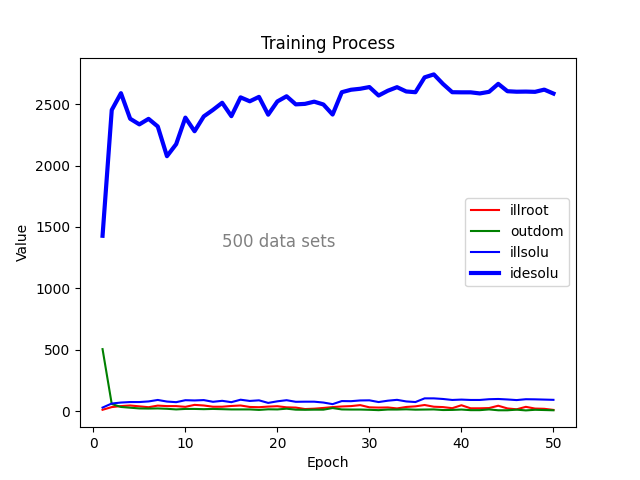 Training Process
Value
2500
2000
1500
1000
500
0
500 data sets
illroot
outdom
illsolu
idesolu
0 10 20 30 40 50
Epoch